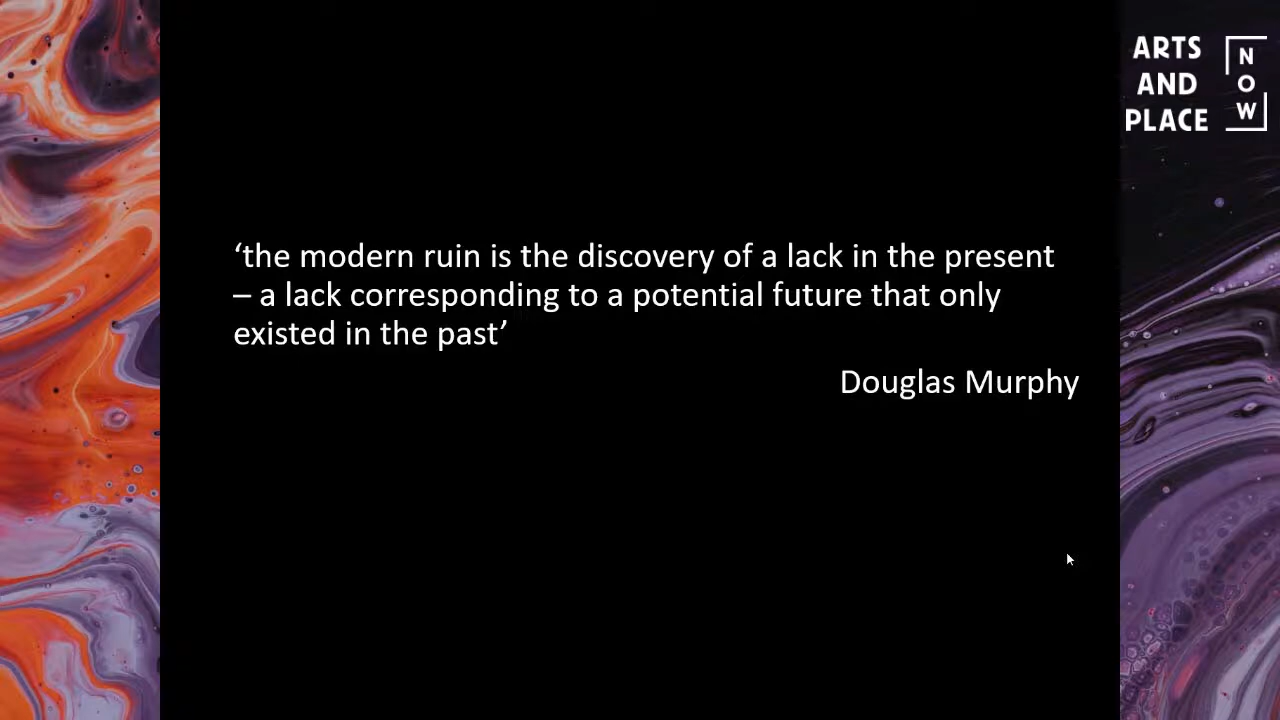 ARTS
AND
PLACE
NOW
‘the modern ruin is the discovery of a lack in the present
– a lack corresponding to a potential future that only
existed in the past’
Douglas Murphy